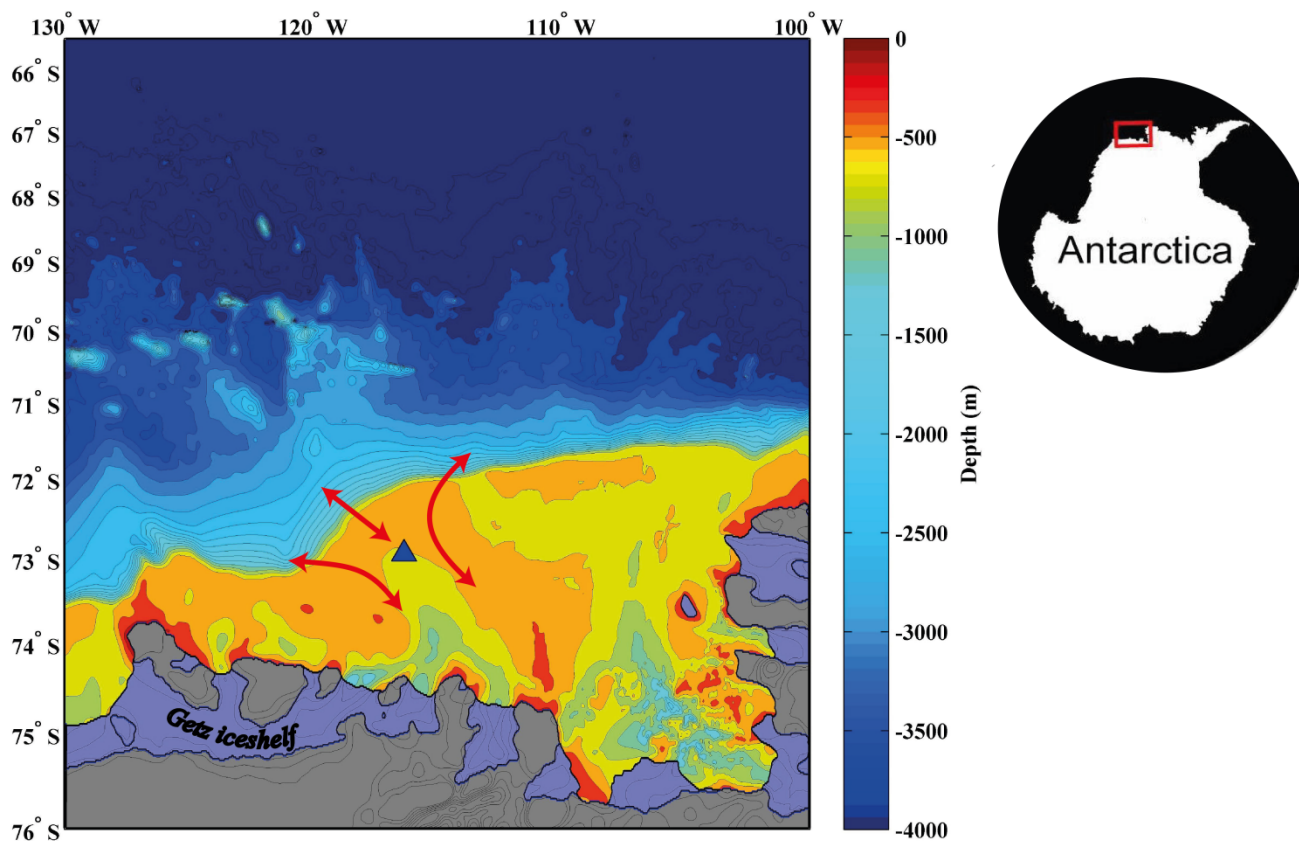 130° W 120° W 110° W 100° W
66° S
67° S
68° S
69° S
70° S
71° S
72° S
73° S
74° S
75° S
76° S
Getz iceshelf
0
-500
-1000
-1500
-2000
-2500
-3000
-3500
-4000
Depth (m)
Antarctica